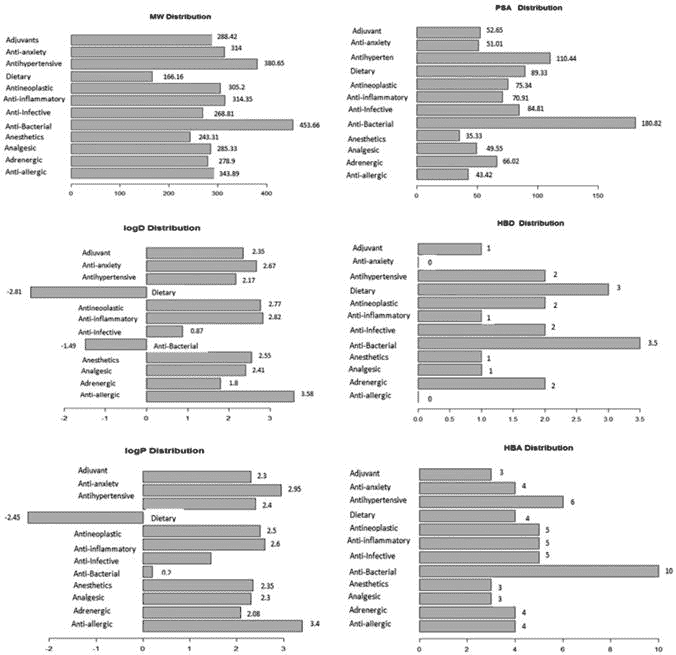 MW Distribution
Adjuvants 288.42
Anti-anxiety 314
Antihypertensive 380.65
Dietary 166.16
Antineoplastic 305.2
Anti-inflammatory 314.35
Anti-Infective 268.81
Anti-Bacterial 453.66
Anesthetics 243.31
Analgesic 285.33
Adrenergic 278.9
Anti-allergic 343.89
0 100 200 300 400
PSA Distribution
Adjuvant 52.65
Anti-anxiety 51.01
Antihyperten 110.44
Dietary 89.33
Antineoplastic 75.34
Anti-inflammatory 70.91
Anti-Infective 84.81
Anti-Bacterial 180.82
Anesthetics 35.33
Analgesic 49.55
Adrenergic 66.02
Anti-allergic 43.42
0 50 100 150
logD Distribution
Adjuvant 2.35
Anti-anxiety 2.67
Antihypertensive 2.17
-2.81 Dietary
Antineoplastic 2.77
Anti-inflammatory 2.82
Anti-Infective 0.87
-1.49 Anti-Bacterial
Anesthetics 2.55
Analgesic 2.41
Adrenergic 1.8
Anti-allergic 3.58
-2 -1 0 1 2 3
HBD Distribution
Adjuvant 1
Anti-anxiety 0
Antihypertensive 2
Dietary 3
Antineoplastic 2
Anti-inflammatory 1
Anti-Infective 2
Anti-Bacterial 3.5
Anesthetics 1
Analgesic 1
Adrenergic 2
Anti-allergic 0
0.0 0.5 1.0 1.5 2.0 2.5 3.0 3.5
logP Distribution
Adjuvant 2.3
Anti-anxiety 2.95
Antihypertensive 2.4
-2.45 Dietary
Antineoplastic 2.5
Anti-inflammatory 2.6
Anti-Infective
Anti-Bacterial 0.2
Anesthetics 2.35
Analgesic 2.3
Adrenergic 2.08
Anti-allergic 3.4
-2 -1 0 1 2 3
HBA Distribution
Adjuvant 3
Anti-anxiety 4
Antihypertensive 6
Dietary 4
Antineoplastic 5
Anti-inflammatory 5
Anti-Infective 5
Anti-Bacterial 10
Anesthetics 3
Analgesic 3
Adrenergic 4
Anti-allergic 4
0 2 4 6 8 10